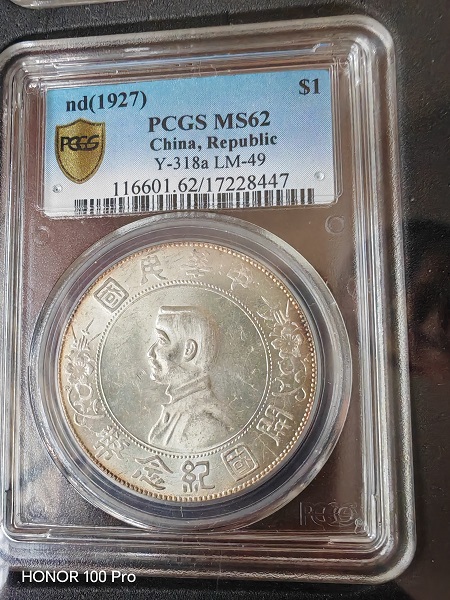 nd(1927) $1
PCGS
PCGS MS62
China, Republic
Y-318a LM-49
116601.62/17228447
中華民國
開國紀念幣
PCGS
HONOR 100 Pro